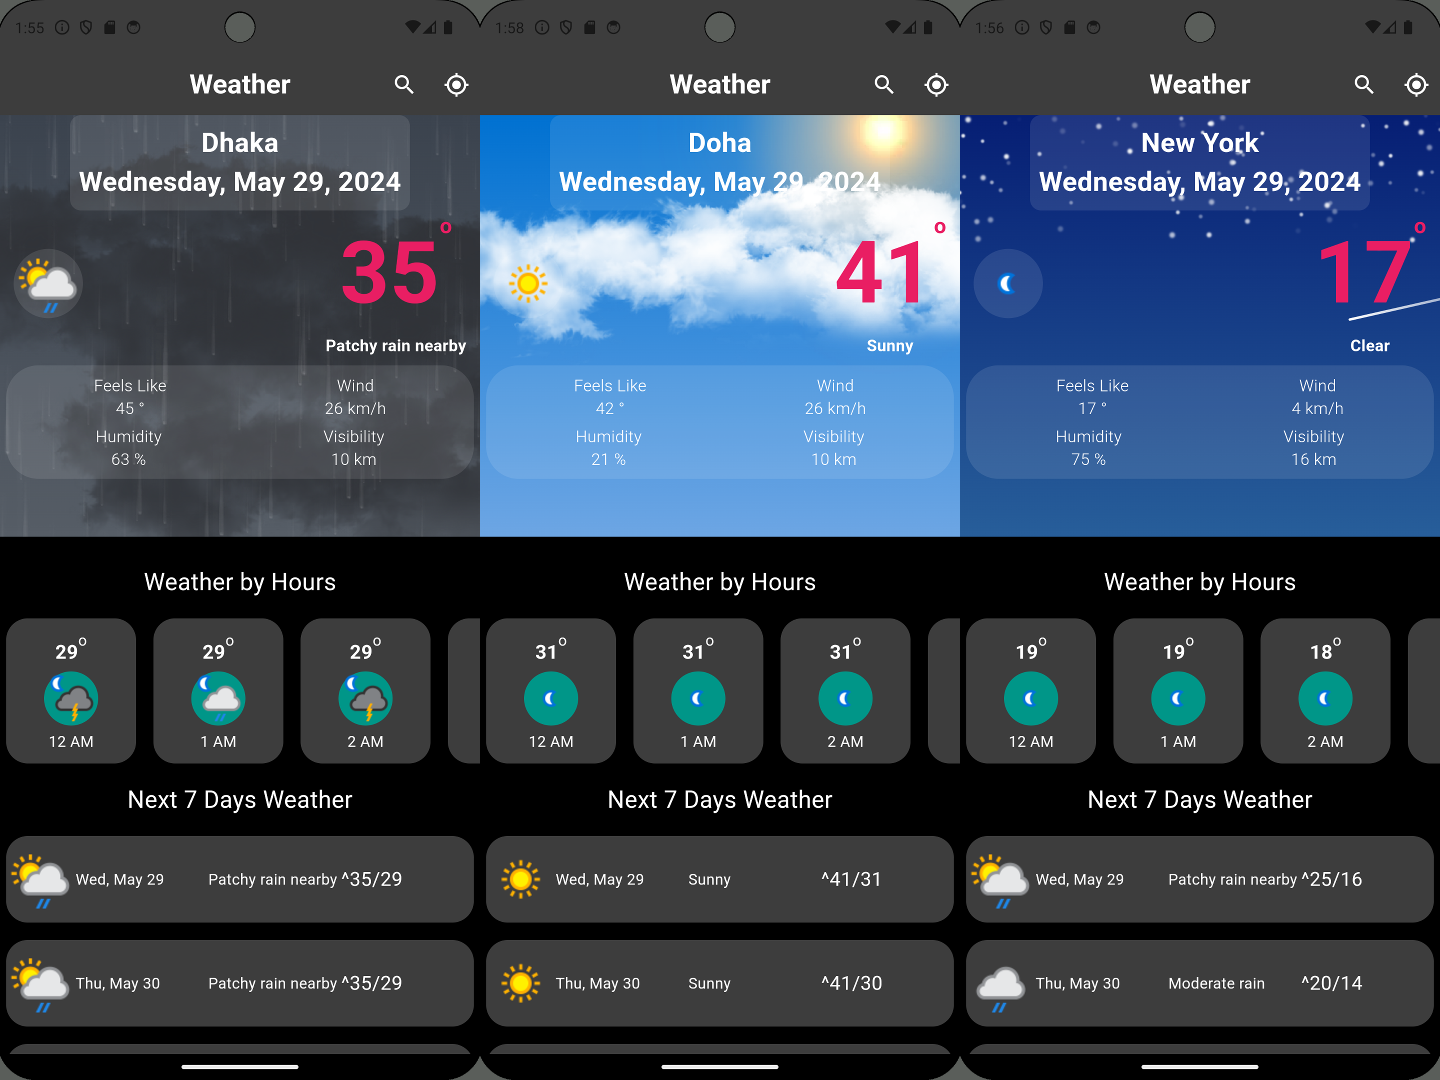 1:55
Weather
Dhaka
Wednesday, May 29, 2024
35°
Patchy rain nearby
Feels Like
Wind
45 °
26 km/h
Humidity
Visibility
63 %
10 km
Weather by Hours
29°
29°
29°
12 AM
1 AM
2 AM
Next 7 Days Weather
Wed, May 29 Patchy rain nearby ^35/29
Thu, May 30 Patchy rain nearby ^35/29
1:58
Weather
Doha
Wednesday, May 29, 2024
41°
Sunny
Feels Like
Wind
42 °
26 km/h
Humidity
Visibility
21 %
10 km
Weather by Hours
31°
31°
31°
12 AM
1 AM
2 AM
Next 7 Days Weather
Wed, May 29 Sunny ^41/31
Thu, May 30 Sunny ^41/30
1:56
Weather
New York
Wednesday, May 29, 2024
17°
Clear
Feels Like
Wind
17 °
4 km/h
Humidity
Visibility
75 %
16 km
Weather by Hours
19°
19°
18°
12 AM
1 AM
2 AM
Next 7 Days Weather
Wed, May 29 Patchy rain nearby ^25/16
Thu, May 30 Moderate rain ^20/14